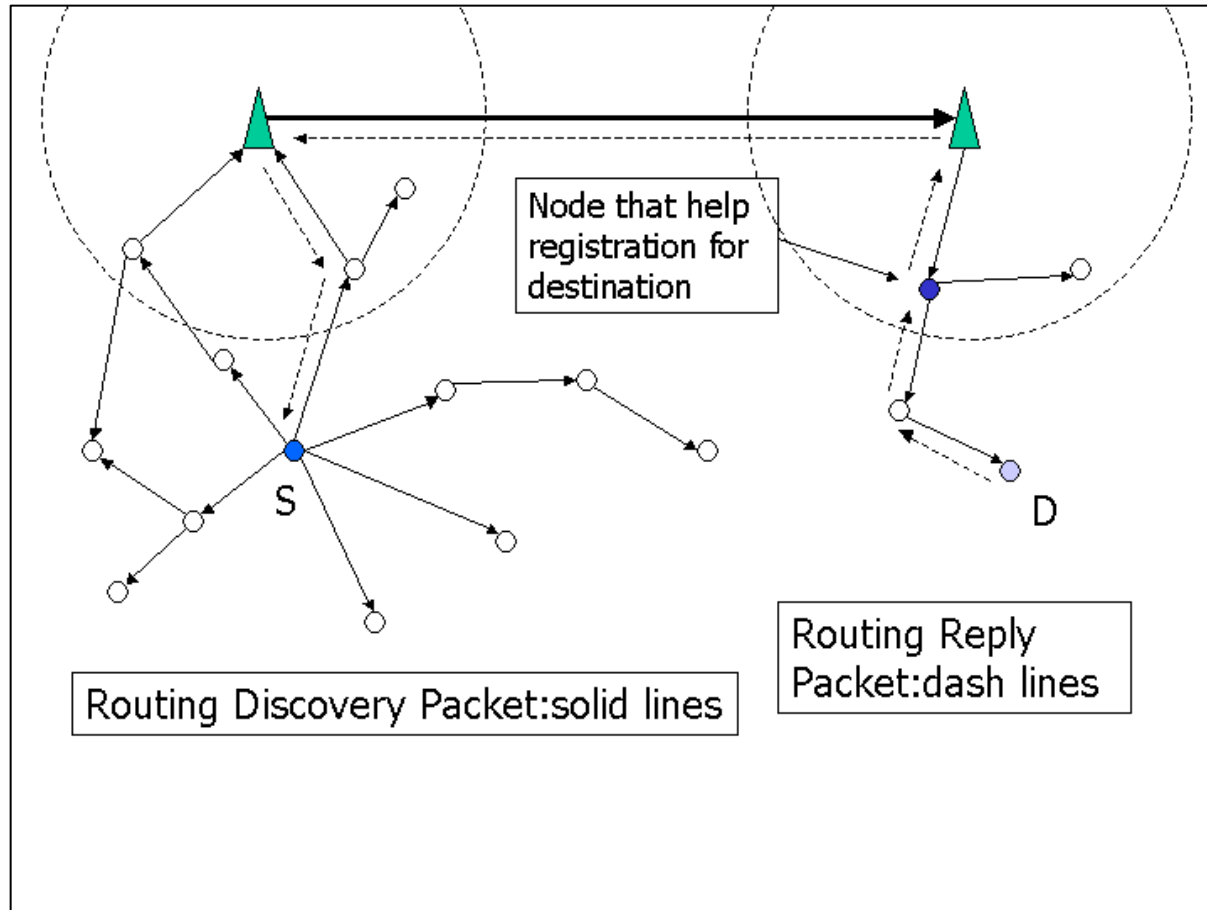 Node that help
registration for
destination
S
D
Routing Reply
Packet:dash lines
Routing Discovery Packet:solid lines